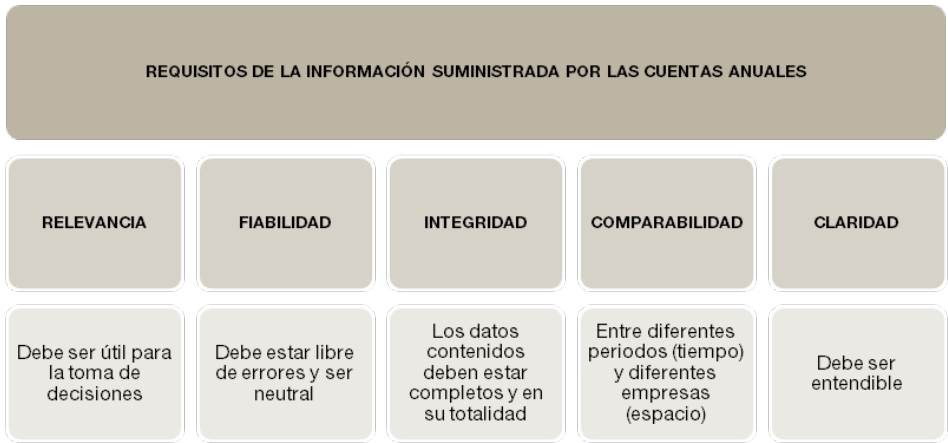 REQUISITOS DE LA INFORMACIÓN SUMINISTRADA POR LAS CUENTAS ANUALES
RELEVANCIA
FIABILIDAD
INTEGRIDAD
COMPARABILIDAD
CLARIDAD
Debe ser útil para
la toma de
decisiones
Debe estar libre
de errores y ser
neutral
Los datos
contenidos
deben estar
completos y en
su totalidad
Entre diferentes
periodos (tiempo)
y diferentes
empresas
(espacio)
Debe ser
entendible